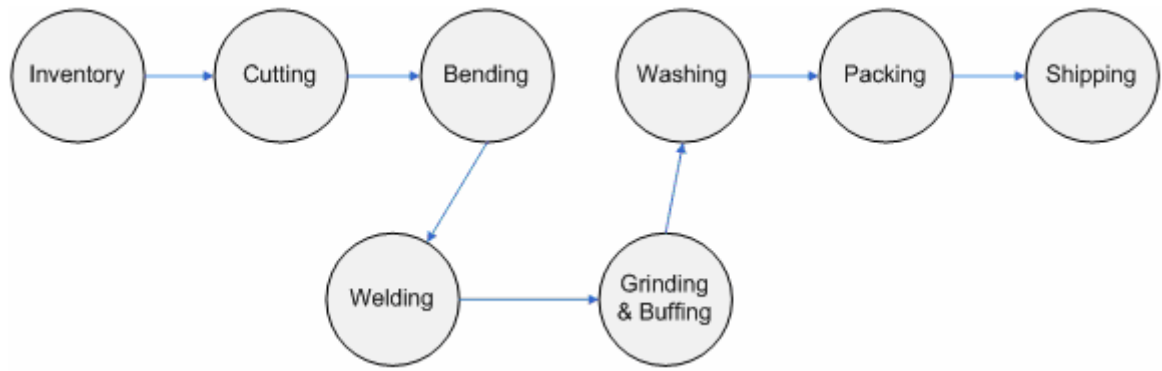 Inventory
Cutting
Bending
Washing
Packing
Shipping
Welding
Grinding
& Buffing